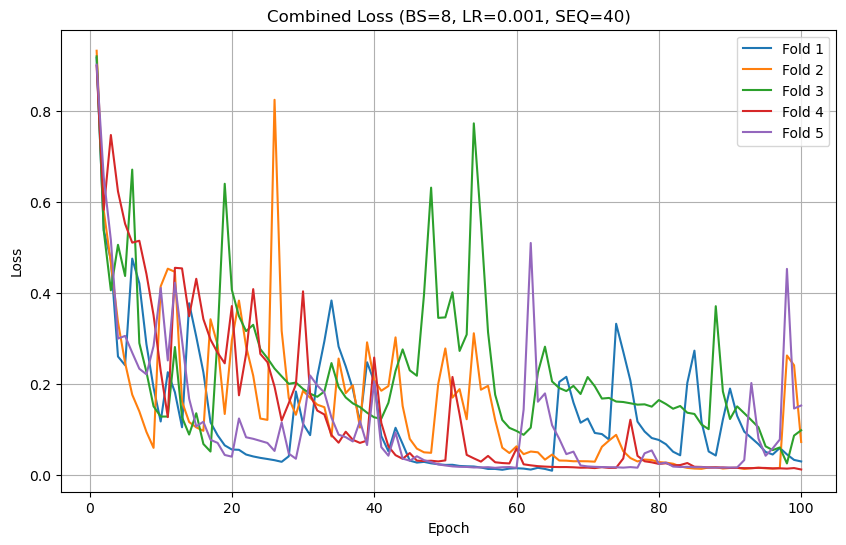 Combined Loss (BS=8, LR=0.001, SEQ=40)
Fold 1
Fold 2
Fold 3
Fold 4
Fold 5
Loss
0.8
0.6
0.4
0.2
0.0
0 20 40 60 80 100
Epoch